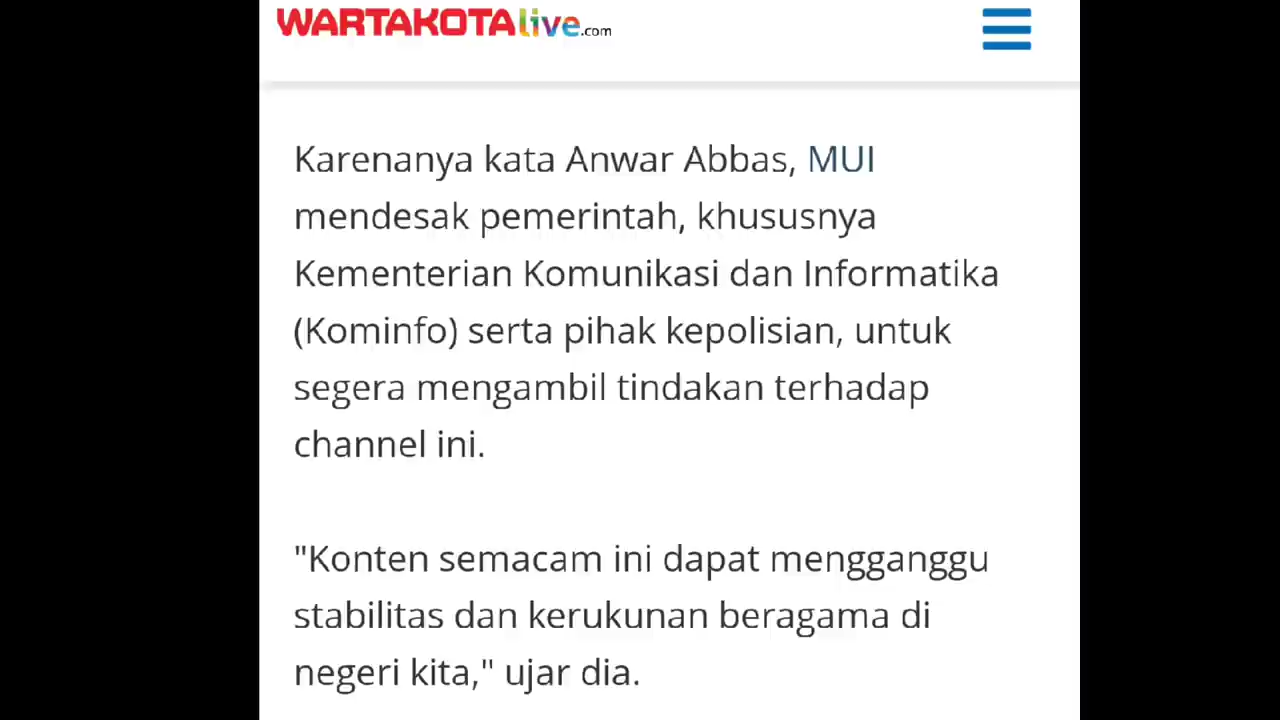 WARTAKOTAlive.com
Karenanya kata Anwar Abbas, MUI
mendesak pemerintah, khususnya
Kementerian Komunikasi dan Informatika
(Kominfo) serta pihak kepolisian, untuk
segera mengambil tindakan terhadap
channel ini.
"Konten semacam ini dapat mengganggu
stabilitas dan kerukunan beragama di
negeri kita," ujar dia.